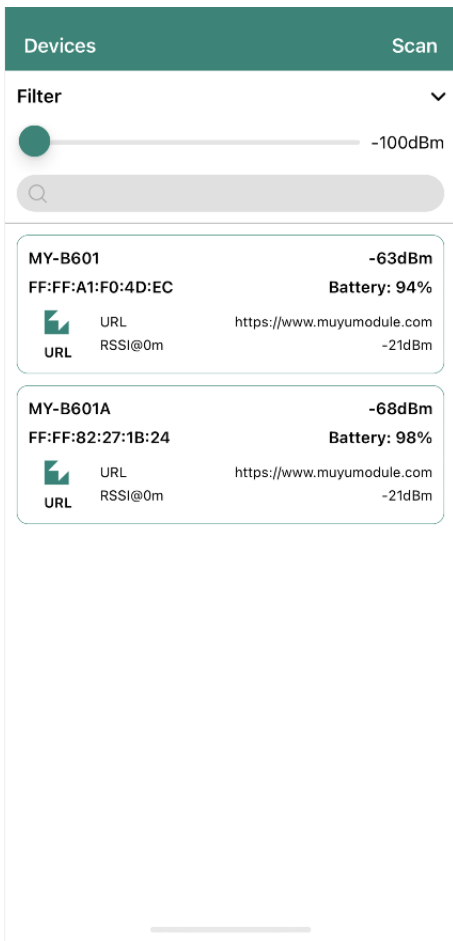 Devices Scan
Filter
-100dBm
MY-B601 -63dBm
FF:FF:A1:F0:4D:EC Battery: 94%
URL https://www.muyumodule.com
URL RSSI@0m -21dBm
MY-B601A -68dBm
FF:FF:82:27:1B:24 Battery: 98%
URL https://www.muyumodule.com
URL RSSI@0m -21dBm